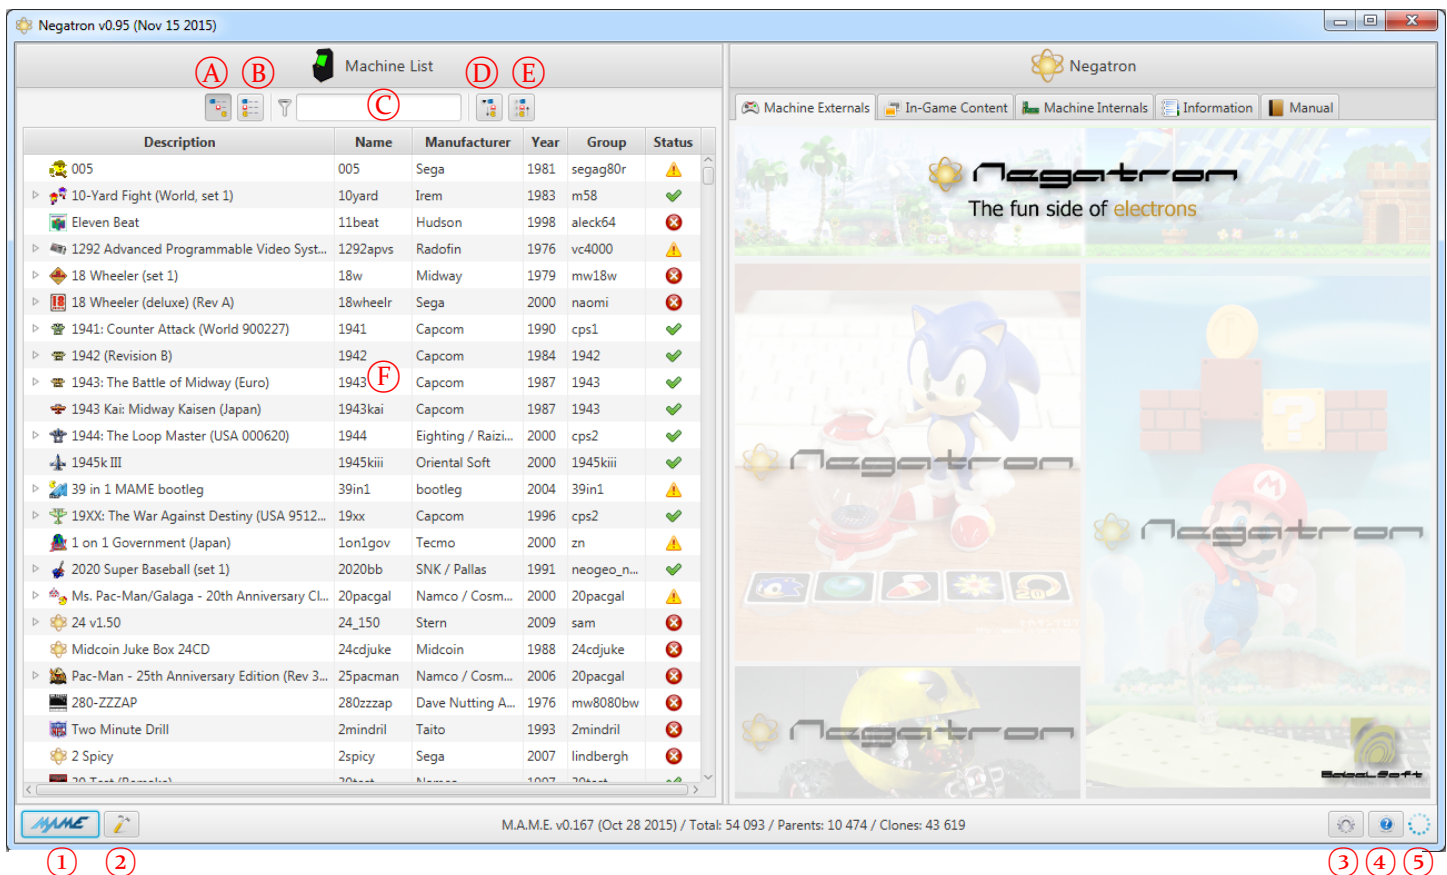 Negatron v0.95 (Nov 15 2015)
Machine List
Negatron
A B C D E
Machine Externals In-Game Content Machine Internals Information Manual
Description Name Manufacturer Year Group Status
005 005 Sega 1981 segag80r
10-Yard Fight (World, set 1) 10yard Irem 1983 m58
Eleven Beat 11beat Hudson 1998 aleck64
1292 Advanced Programmable Video Syst... 1292apvs Radofin 1976 vc4000
18 Wheeler (set 1) 18w Midway 1979 mw18w
18 Wheeler (deluxe) (Rev A) 18wheelr Sega 2000 naomi
1941: Counter Attack (World 900227) 1941 Capcom 1990 cps1
1942 (Revision B) 1942 Capcom 1984 1942
1943: The Battle of Midway (Euro) 1943 F Capcom 1987 1943
1943 Kai: Midway Kaisen (Japan) 1943kai Capcom 1987 1943
1944: The Loop Master (USA 000620) 1944 Eighting / Raizi... 2000 cps2
1945k III 1945kiii Oriental Soft 2000 1945kiii
39 in 1 MAME bootleg 39in1 bootleg 2004 39in1
19XX: The War Against Destiny (USA 9512... 19xx Capcom 1996 cps2
1 on 1 Government (Japan) 1on1gov Tecmo 2000 zn
2020 Super Baseball (set 1) 2020bb SNK / Pallas 1991 neogeo_n...
Ms. Pac-Man/Galaga - 20th Anniversary Cl... 20pacgal Namco / Cosm... 2000 20pacgal
24 v1.50 24_150 Stern 2009 sam
Midcoin Juke Box 24CD 24cdjuke Midcoin 1988 24cdjuke
Pac-Man - 25th Anniversary Edition (Rev 3... 25pacman Namco / Cosm... 2006 20pacgal
280-ZZZAP 280zzzap Dave Nutting A... 1976 mw8080bw
Two Minute Drill 2mindril Taito 1993 2mindril
2 Spicy 2spicy Sega 2007 lindbergh
Negatron
The fun side of electrons
Negatron
Negatron
Negatron
BabelSoft
MAME
M.A.M.E. v0.167 (Oct 28 2015) / Total: 54 093 / Parents: 10 474 / Clones: 43 619
1 2 3 4 5